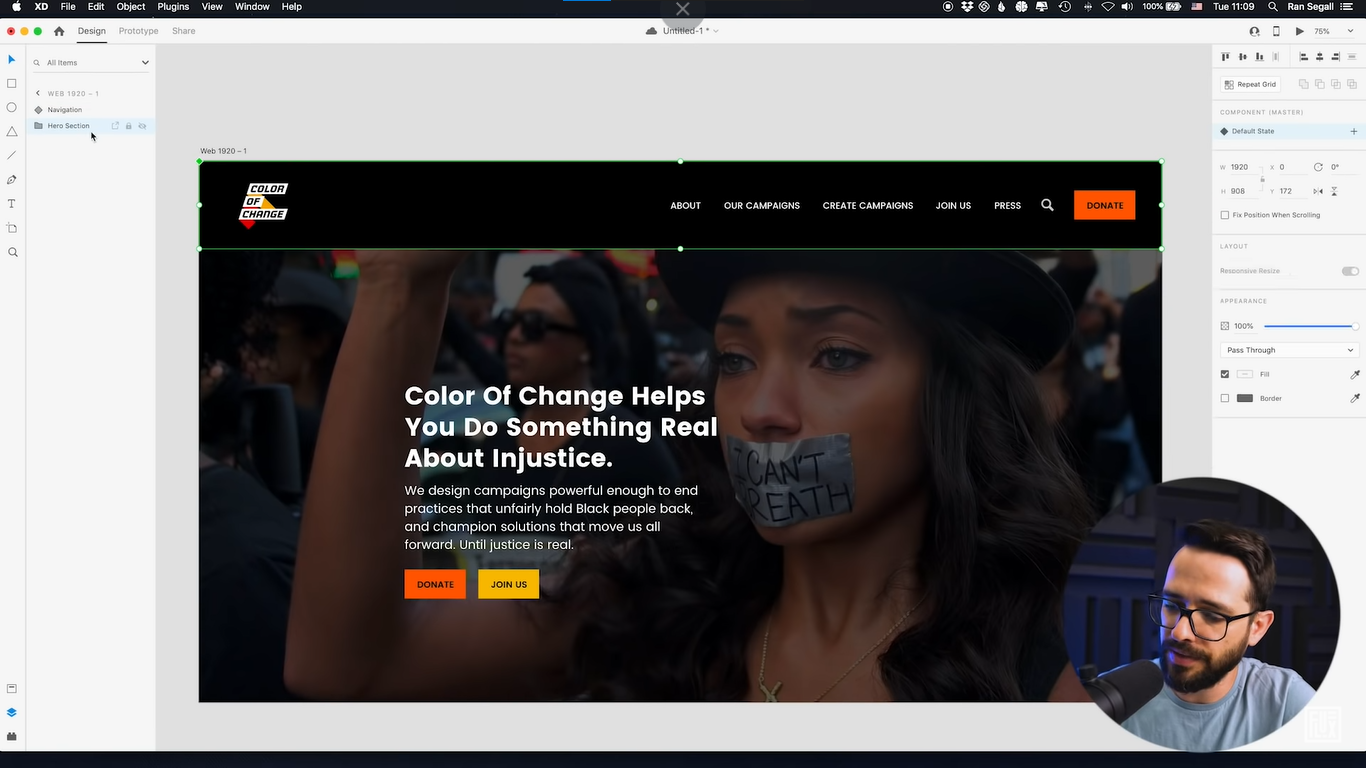 XD File Edit Object Plugins View Window Help
100% Tue 11:09 Ran Segall
Design Prototype Share
Untitled-1 *
75%
All Items
WEB 1920 – 1
Navigation
Hero Section
Web 1920 – 1
COLOR
OF
CHANGE
ABOUT OUR CAMPAIGNS CREATE CAMPAIGNS JOIN US PRESS DONATE
I CAN'T
BREATH
Color Of Change Helps
You Do Something Real
About Injustice.
We design campaigns powerful enough to end
practices that unfairly hold Black people back,
and champion solutions that move us all
forward. Until justice is real.
DONATE JOIN US
Repeat Grid
COMPONENT (MASTER)
Default State
W 1920 X 0 0°
H 908 Y 172
Fix Position When Scrolling
LAYOUT
Responsive Resize
APPEARANCE
100%
Pass Through
Fill
Border